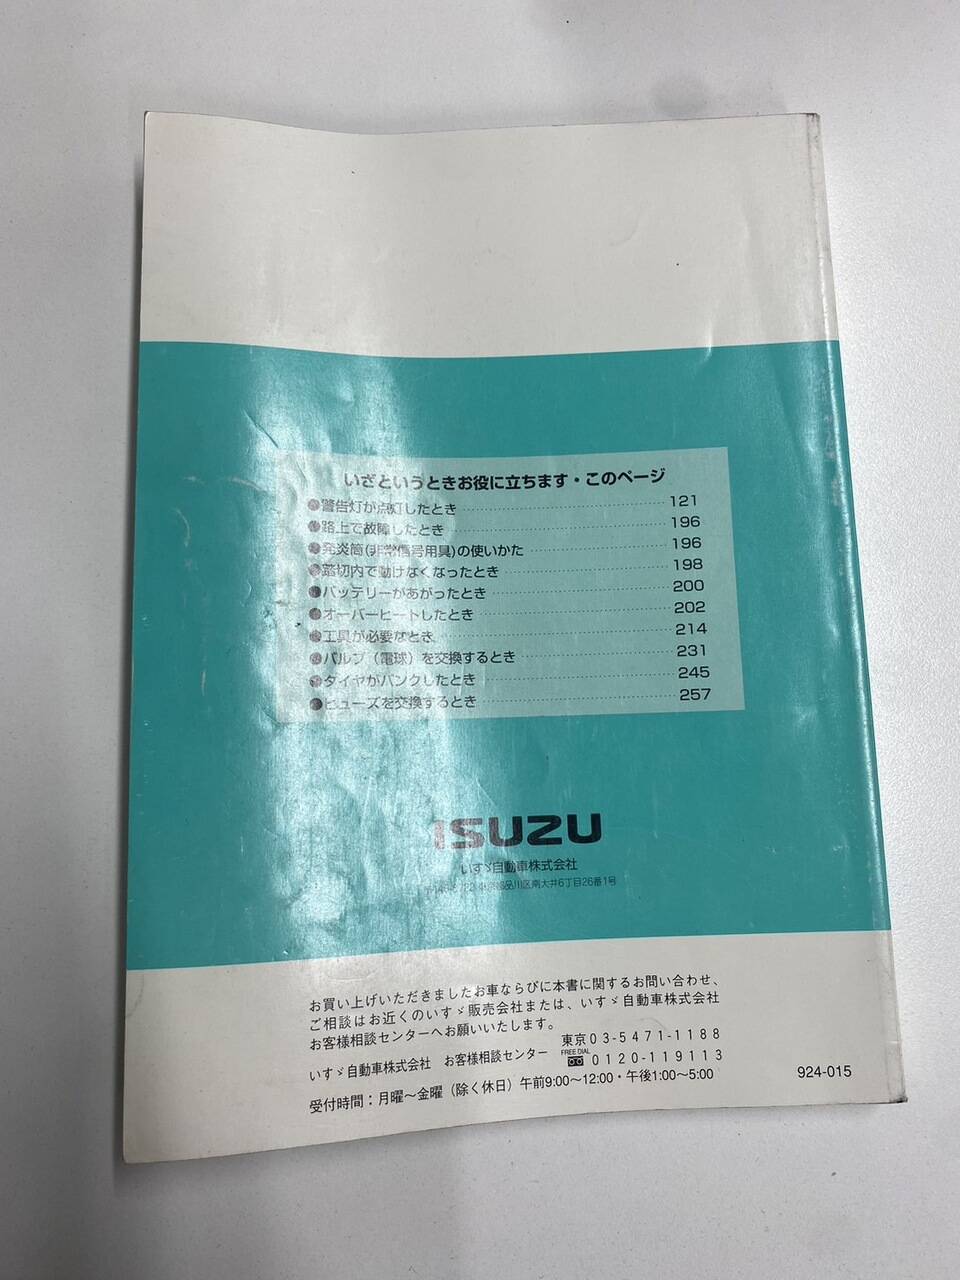 いざというときお役に立ちます・このページ
●警告灯が点灯したとき 121
●路上で故障したとき 196
●発炎筒(非常信号用具)の使いかた 196
●踏切内で動けなくなったとき 198
●バッテリーがあがったとき 200
●オーバーヒートしたとき 202
●工具が必要なとき 214
●バルブ（電球）を交換するとき 231
●タイヤがパンクしたとき 245
●ヒューズを交換するとき 257
ISUZU
いすゞ自動車株式会社
品川区南大井6丁目26番1号
お買い上げいただきましたお車ならびに本書に関するお問い合わせ、
ご相談はお近くのいすゞ販売会社または、いすゞ自動車株式会社
お客様相談センターへお願いいたします。
いすゞ自動車株式会社 お客様相談センター 東京03-5471-1188
FREE DIAL 0120-119113
受付時間：月曜～金曜（除く休日）午前9:00～12:00・午後1:00～5:00
924-015